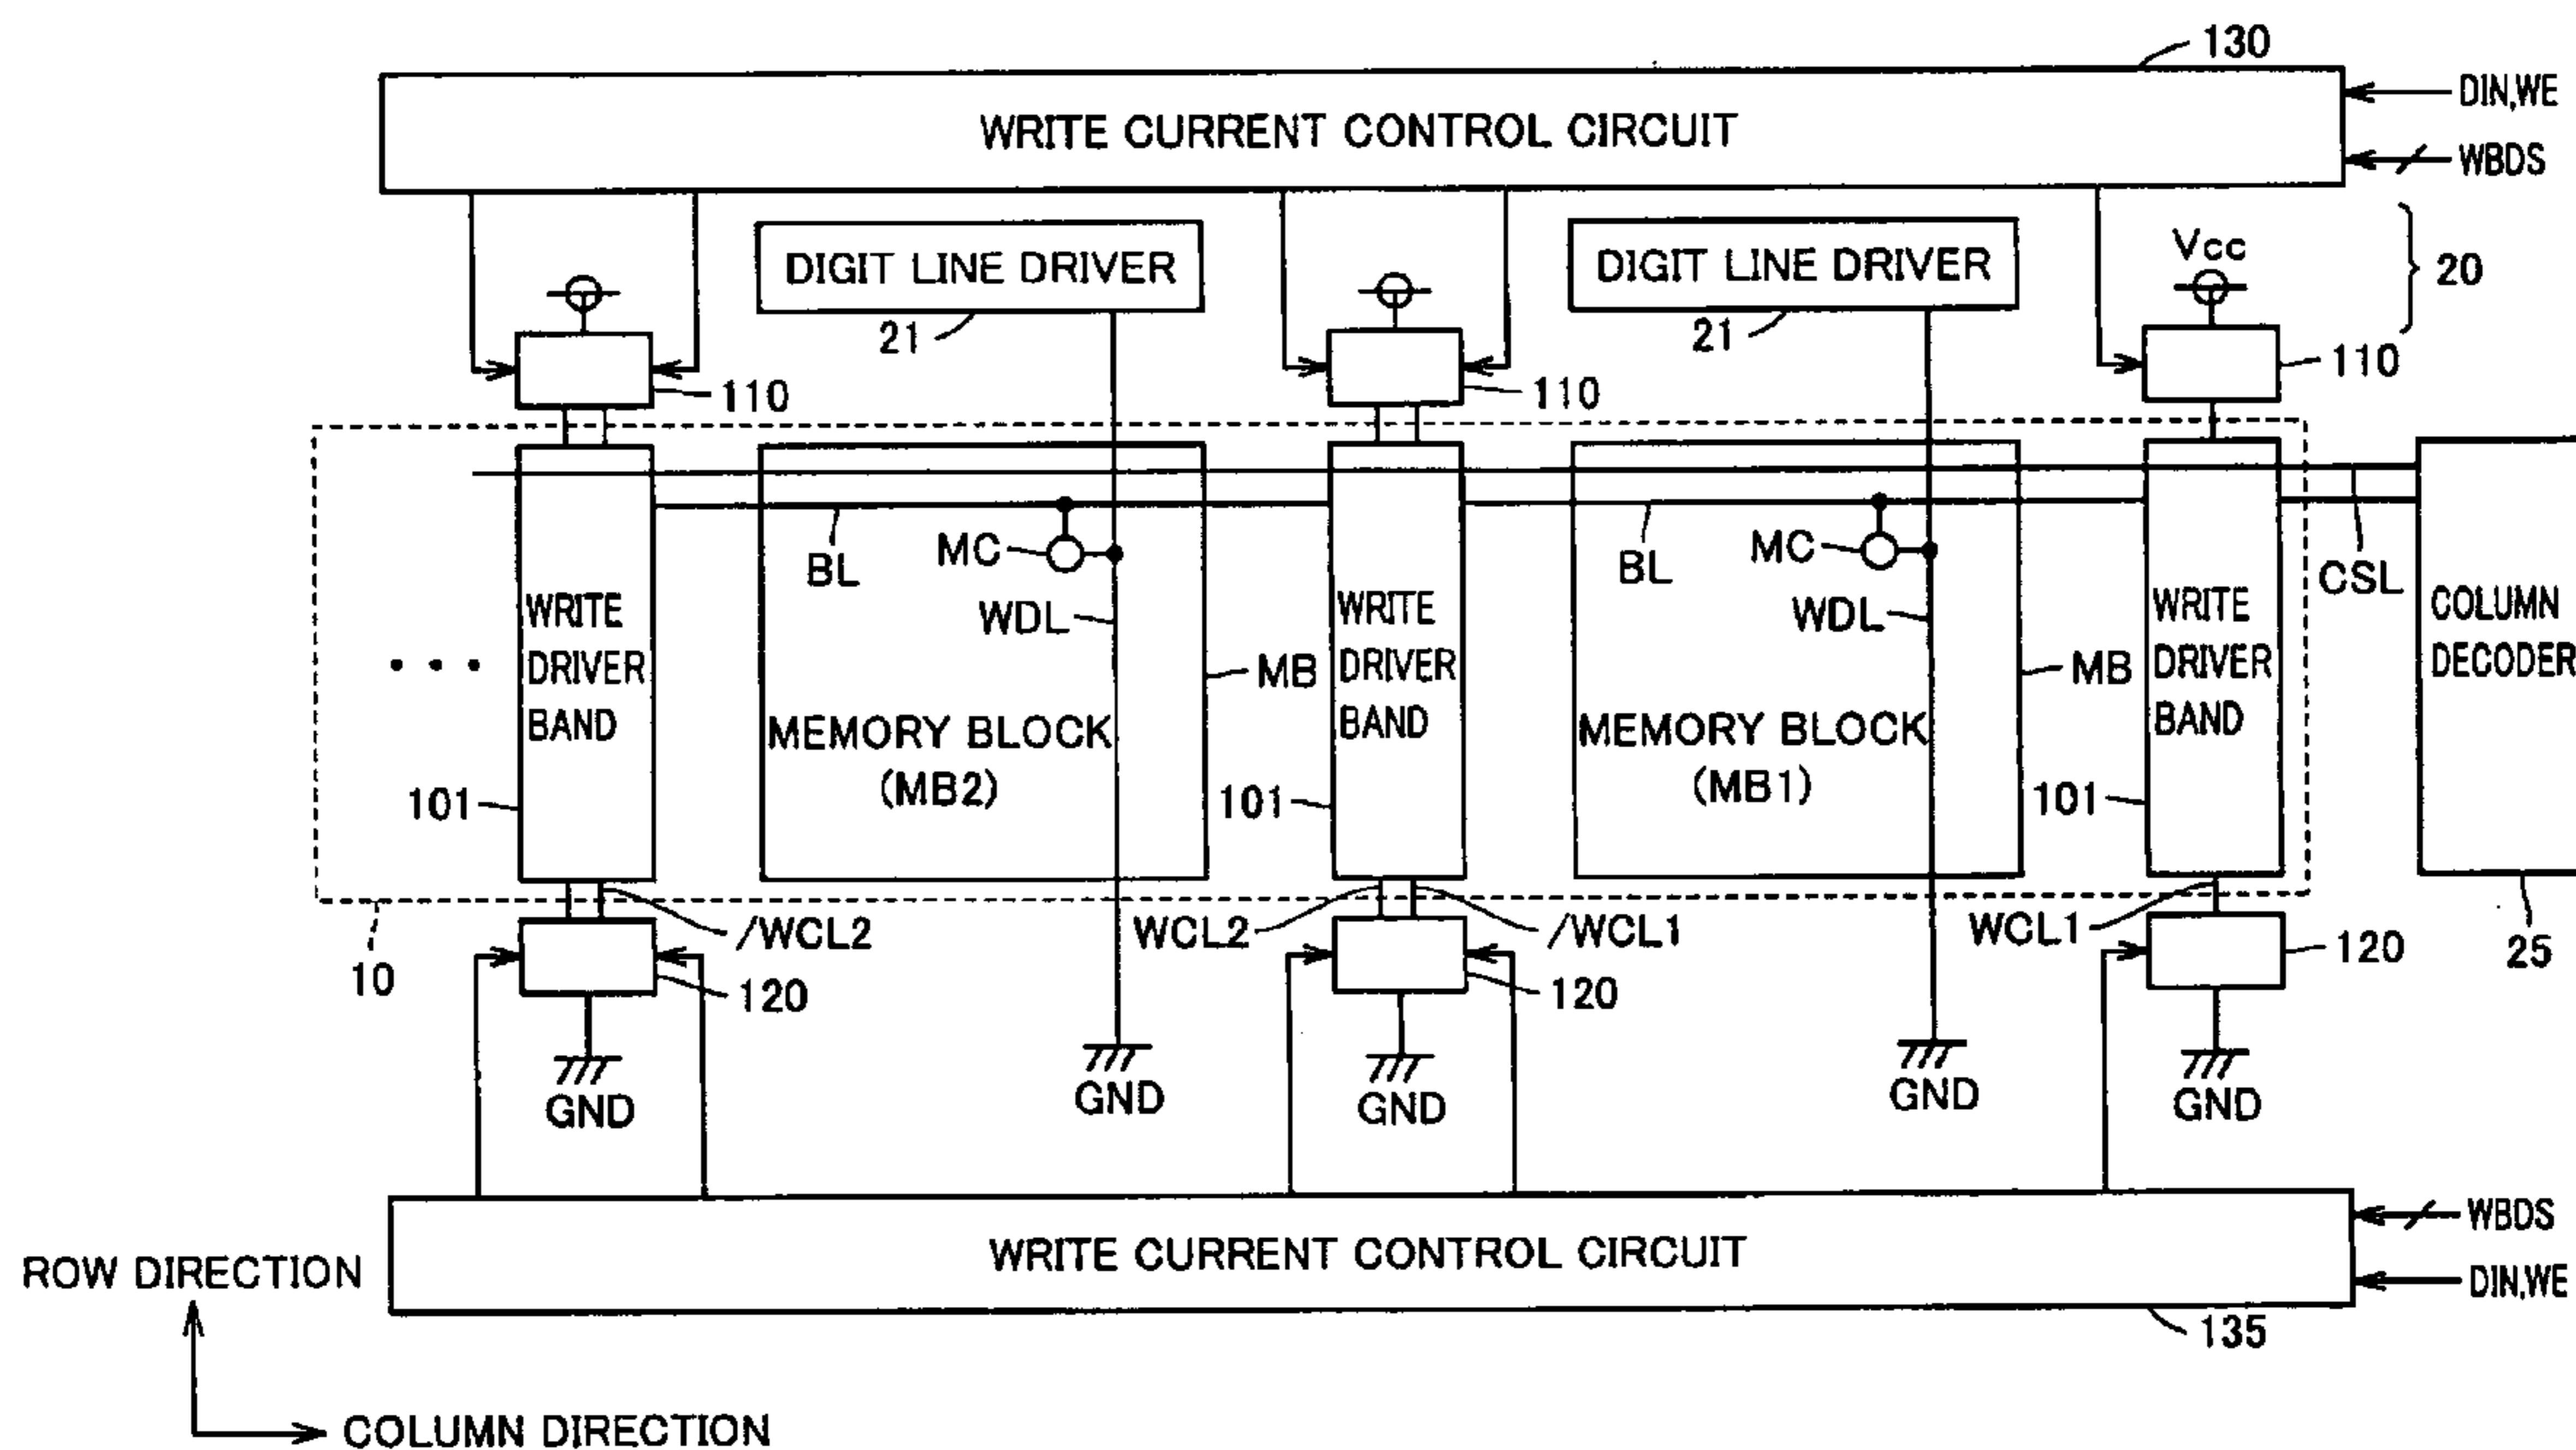 130
WRITE CURRENT CONTROL CIRCUIT
DIN,WE
WBDS
DIGIT LINE DRIVER
DIGIT LINE DRIVER
Vcc
20
21
21
110
110
110
WRITE
DRIVER
BAND
BL
MC
WDL
MB
MEMORY BLOCK
(MB2)
WRITE
DRIVER
BAND
BL
MC
WDL
MB
MEMORY BLOCK
(MB1)
WRITE
DRIVER
BAND
CSL
COLUMN
DECODER
• • •
101
101
101
10
/WCL2
WCL2
/WCL1
WCL1
120
120
120
25
GND
GND
GND
GND
GND
WRITE CURRENT CONTROL CIRCUIT
WBDS
DIN,WE
135
ROW DIRECTION
COLUMN DIRECTION